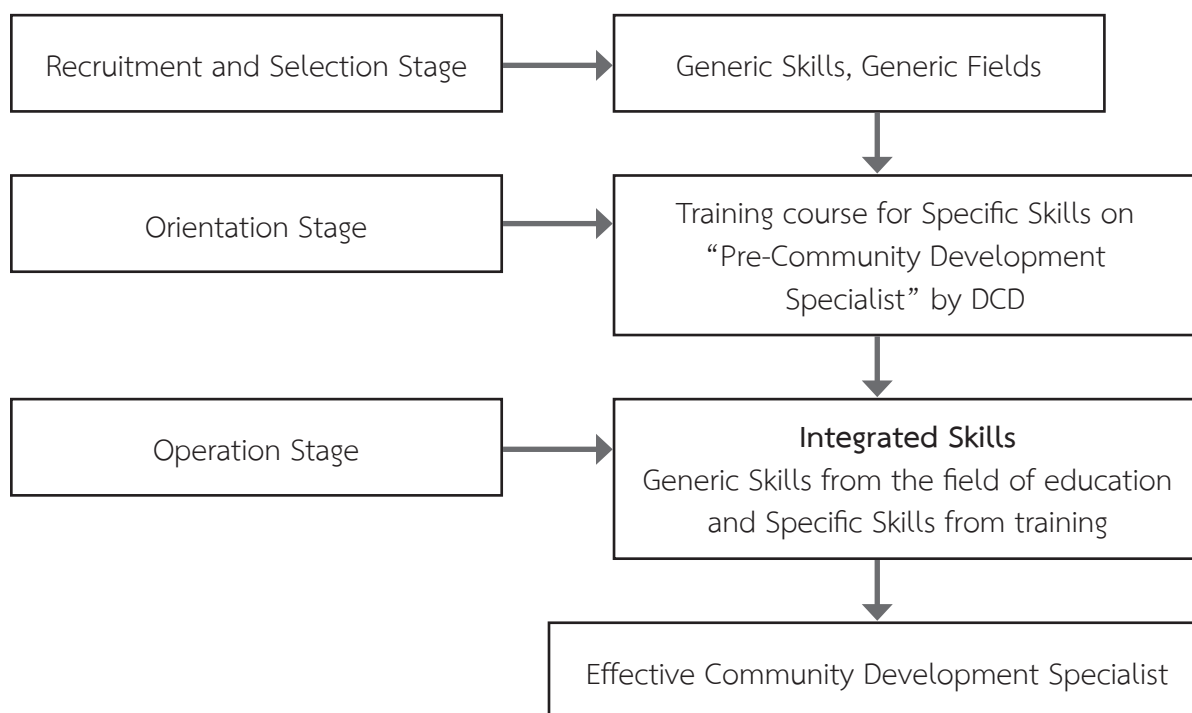 Recruitment and Selection Stage
Generic Skills, Generic Fields
Orientation Stage
Training course for Specific Skills on
“Pre-Community Development
Specialist” by DCD
Operation Stage
Integrated Skills
Generic Skills from the field of education
and Specific Skills from training
Effective Community Development Specialist